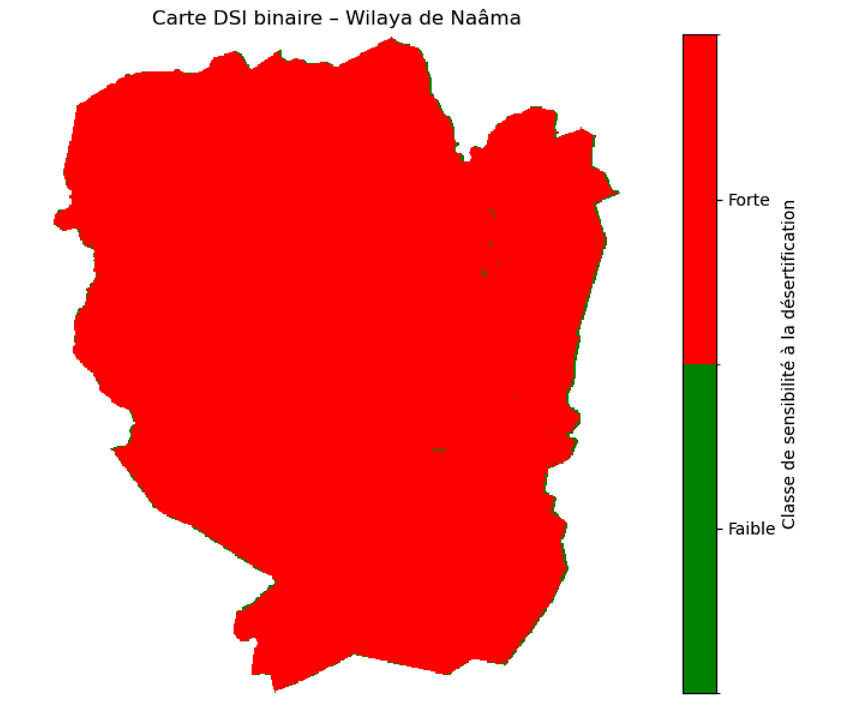 Carte DSI binaire – Wilaya de Naâma
Forte
Faible
Classe de sensibilité à la désertification